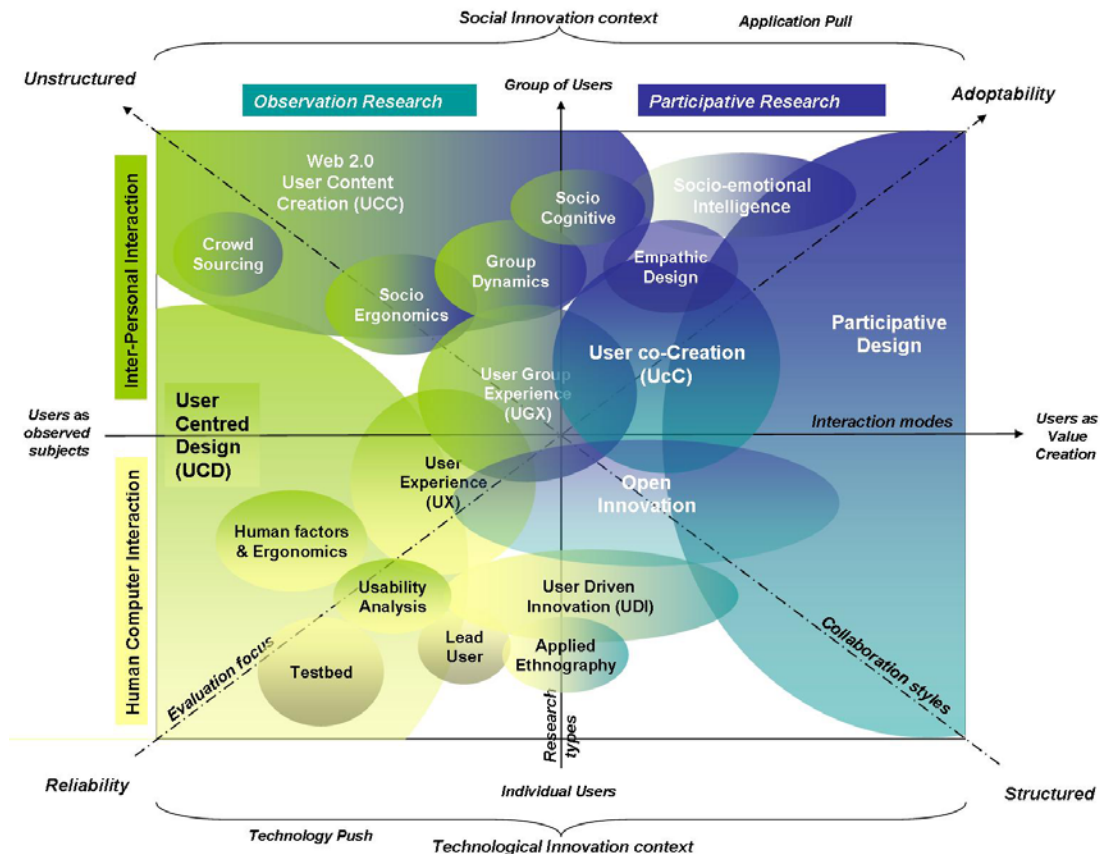 Social Innovation context
Application Pull
Unstructured
Observation Research
Group of Users
Participative Research
Adoptability
Inter-Personal Interaction
Web 2.0
User Content
Creation (UCC)
Socio
Cognitive
Socio-emotional
Intelligence
Crowd
Sourcing
Group
Dynamics
Empathic
Design
Socio
Ergonomics
Participative
Design
User co-Creation
(UcC)
User Group
Experience
(UGX)
User
Centred
Design
(UCD)
Users as
observed
subjects
Interaction modes
Users as
Value
Creation
Human Computer Interaction
User
Experience
(UX)
Open
Innovation
Human factors
& Ergonomics
Usability
Analysis
User Driven
Innovation (UDI)
Lead
User
Applied
Ethnography
Testbed
Evaluation focus
Research
types
Collaboration styles
Reliability
Individual Users
Structured
Technology Push
Technological Innovation context